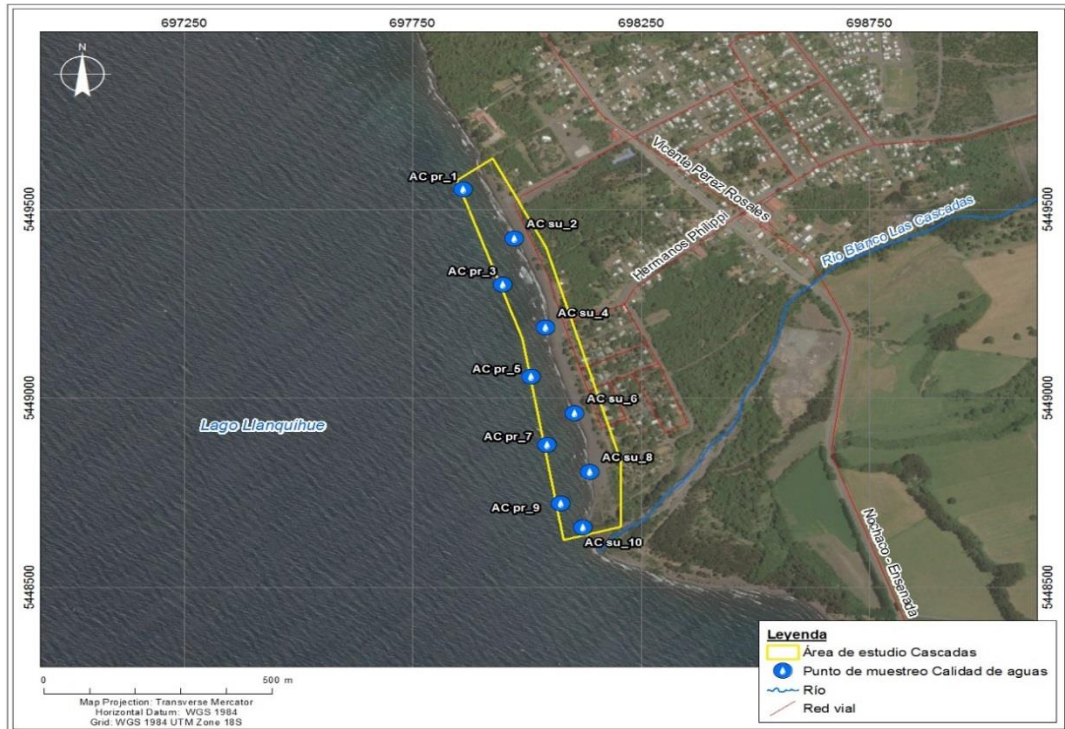 697250
697750
698250
698750
N
AC pr_1
Vicente Perez Rosales
5449500
5449500
AC su_2
Río Blanco Las Cascadas
Hermanos Philippi
AC pr_3
AC su_4
AC pr_5
5449000
5449000
AC su_6
Lago Llanquihue
AC pr_7
AC su_8
AC pr_9
AC su_10
Nochaco - Ensenada
5448500
5448500
Leyenda
Área de estudio Cascadas
Punto de muestreo Calidad de aguas
Río
Red vial
0 500 m
Map Projection: Transverse Mercator
Horizontal Datum: WGS 1984
Grid: WGS 1984 UTM Zone 18S